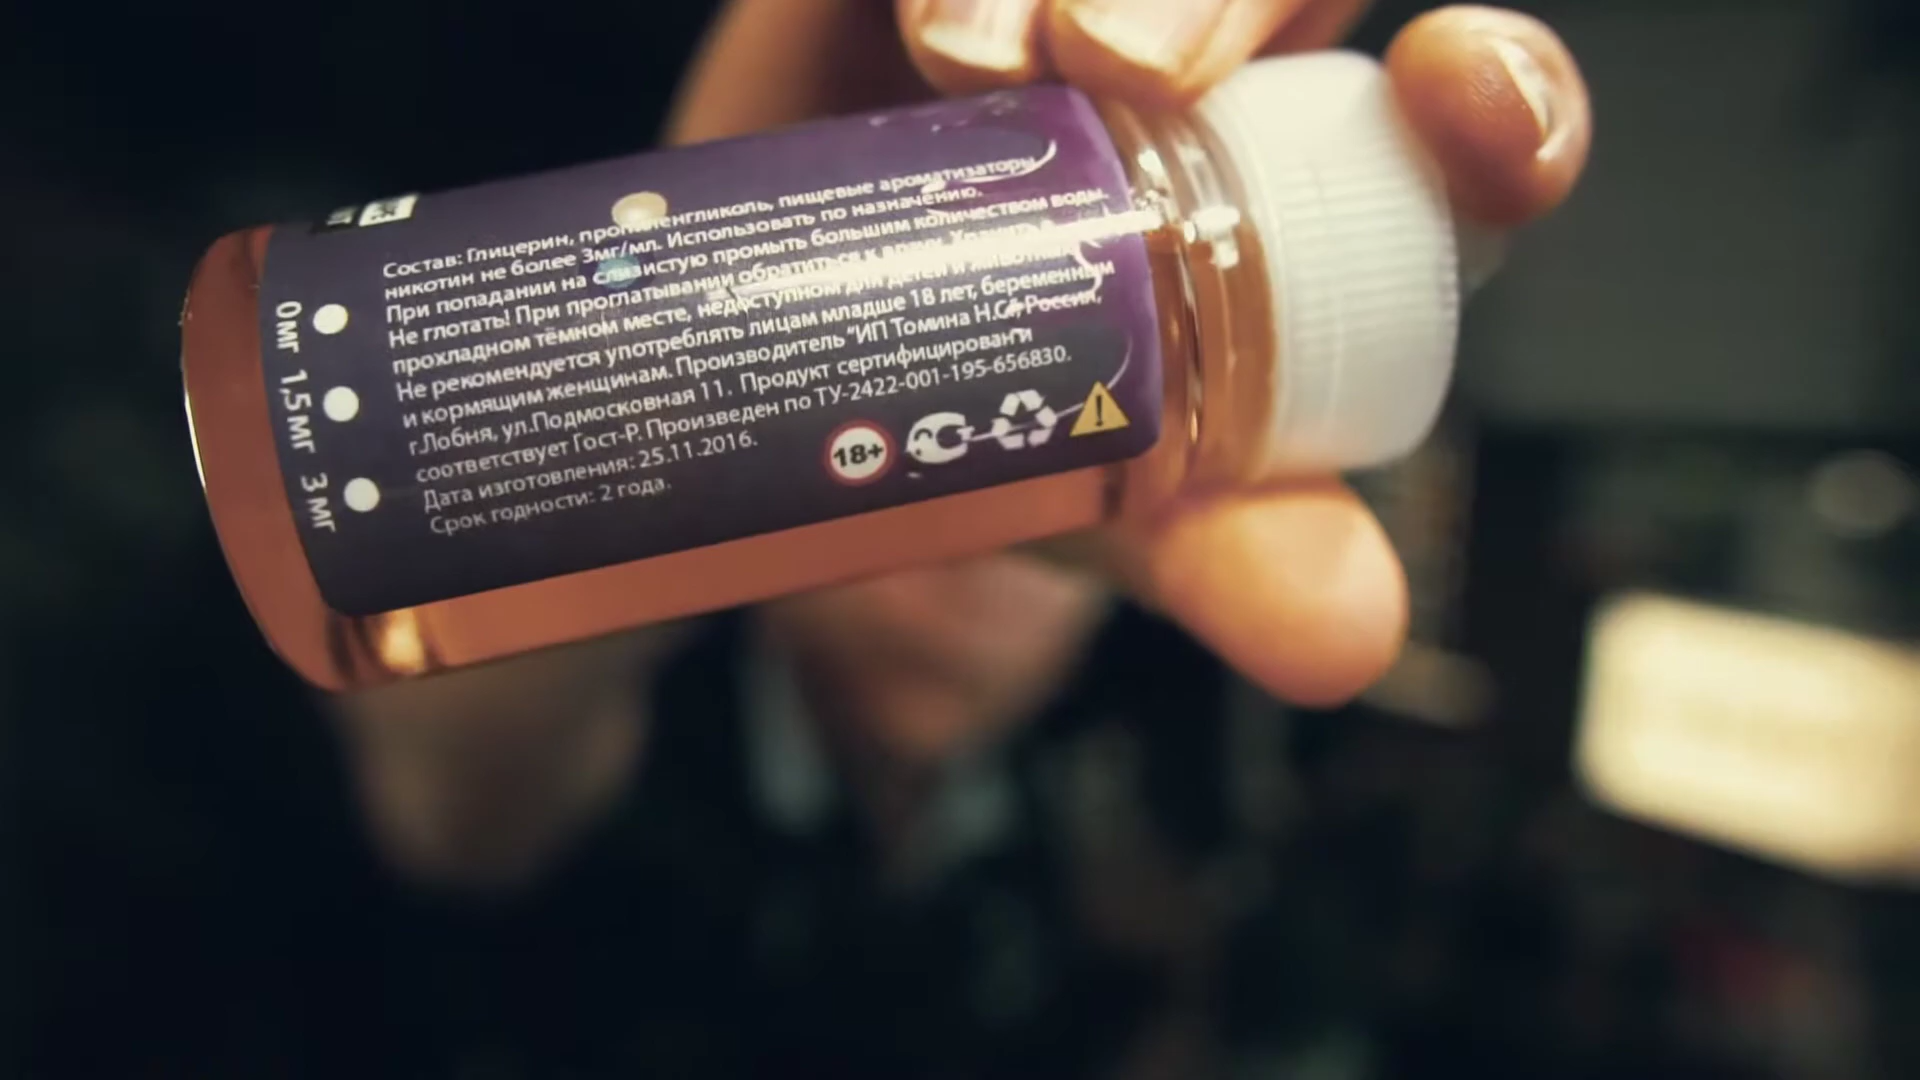 Состав: Глицерин, пропиленгликоль, пищевые ароматизаторы,
никотин не более 3мг/мл. Использовать по назначению.
При попадании на слизистую промыть большим количеством воды.
Не глотать! При проглатывании обратиться к врачу. Хранить в
прохладном тёмном месте, недоступном для детей и животных.
Не рекомендуется употреблять лицам младше 18 лет, беременным
и кормящим женщинам. Производитель "ИП Томина Н.С." Россия,
г.Лобня, ул.Подмосковная 11. Продукт сертифицирован и
соответствует Гост-Р. Произведен по ТУ-2422-001-195-656830.
Дата изготовления: 25.11.2016.
Срок годности: 2 года.
18+
0мг
1,5мг
3мг